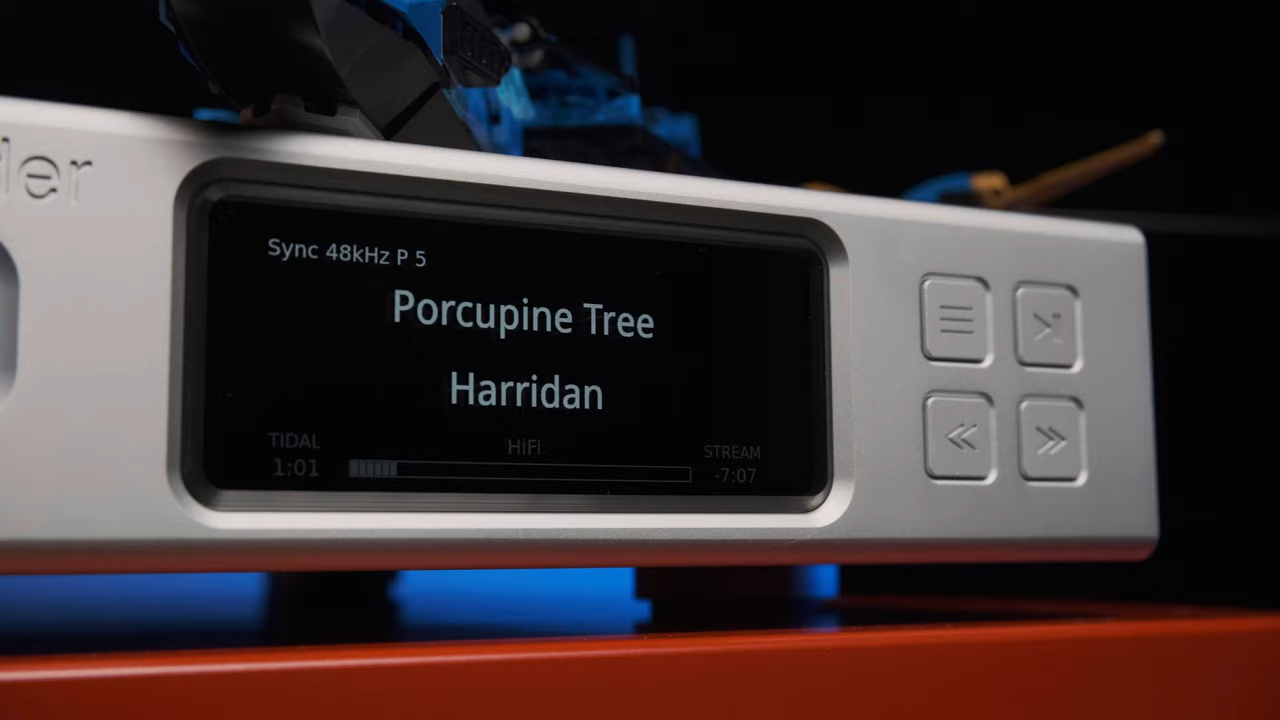 Sync 48kHz P 5
Porcupine Tree
Harridan
TIDAL HiFi STREAM
1:01 -7:07